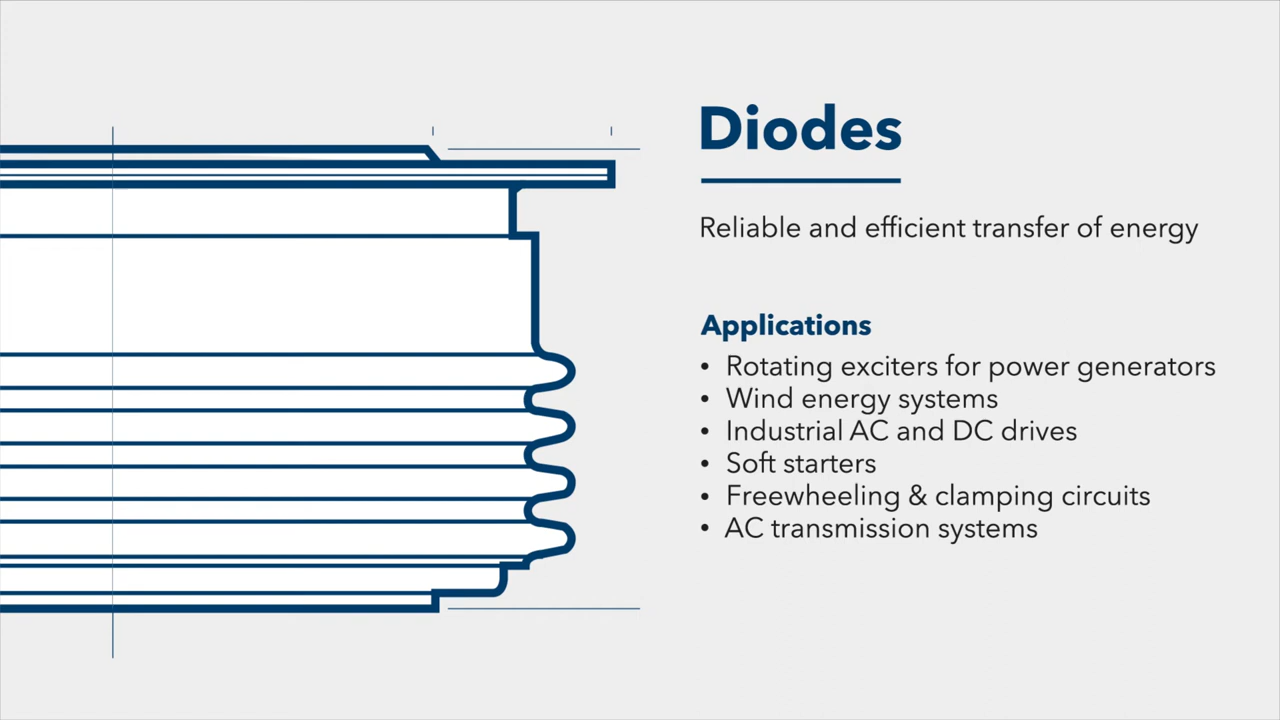 Diodes
Reliable and efficient transfer of energy
Applications
• Rotating exciters for power generators
• Wind energy systems
• Industrial AC and DC drives
• Soft starters
• Freewheeling & clamping circuits
• AC transmission systems